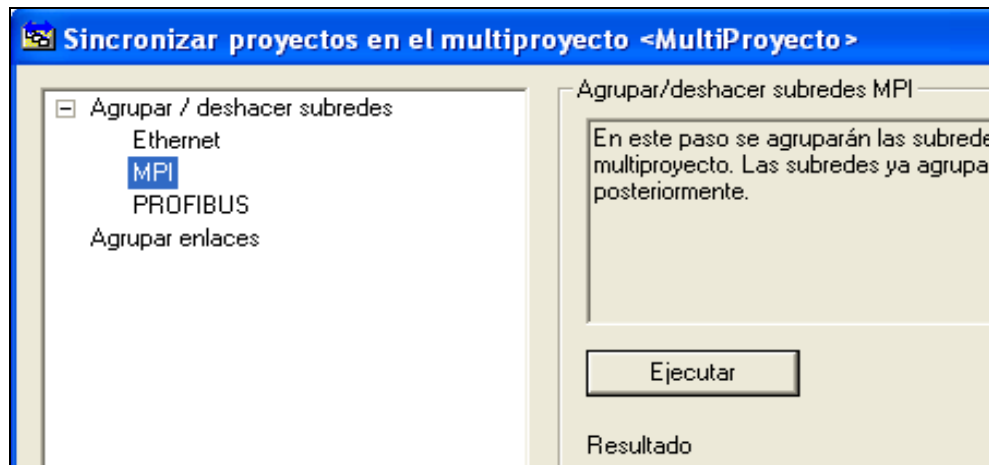 Sincronizar proyectos en el multiproyecto <MultiProyecto>
Agrupar / deshacer subredes
Ethernet
MPI
PROFIBUS
Agrupar enlaces
Agrupar/deshacer subredes MPI
En este paso se agruparán las subrede
multiproyecto. Las subredes ya agrupa
posteriormente.
Ejecutar
Resultado